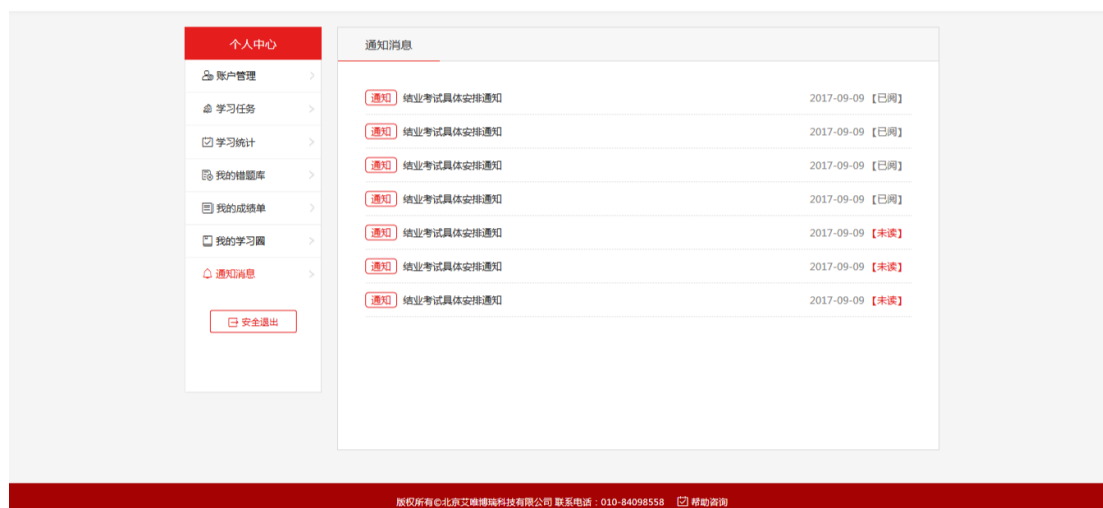 个人中心
账户管理
学习任务
学习统计
我的错题库
我的成绩单
我的学习圈
通知消息
安全退出
通知消息
通知 结业考试具体安排通知 2017-09-09 【已阅】
通知 结业考试具体安排通知 2017-09-09 【已阅】
通知 结业考试具体安排通知 2017-09-09 【已阅】
通知 结业考试具体安排通知 2017-09-09 【已阅】
通知 结业考试具体安排通知 2017-09-09 【未读】
通知 结业考试具体安排通知 2017-09-09 【未读】
通知 结业考试具体安排通知 2017-09-09 【未读】
版权所有©北京艾唯博瑞科技有限公司 联系电话：010-84098558 帮助咨询